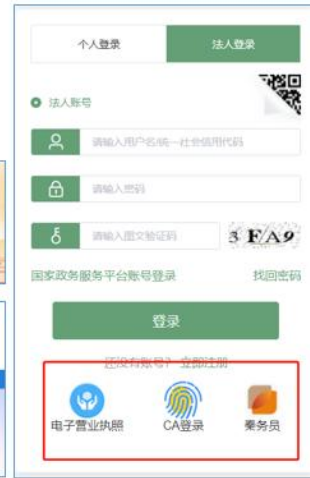 个人登录
法人登录
法人账号
请输入用户名/统一社会信用代码
请输入密码
请输入图文验证码
3 FA9
国家政务服务平台账号登录
找回密码
登录
还没有账号？ 立即注册
电子营业执照
CA登录
秦务员